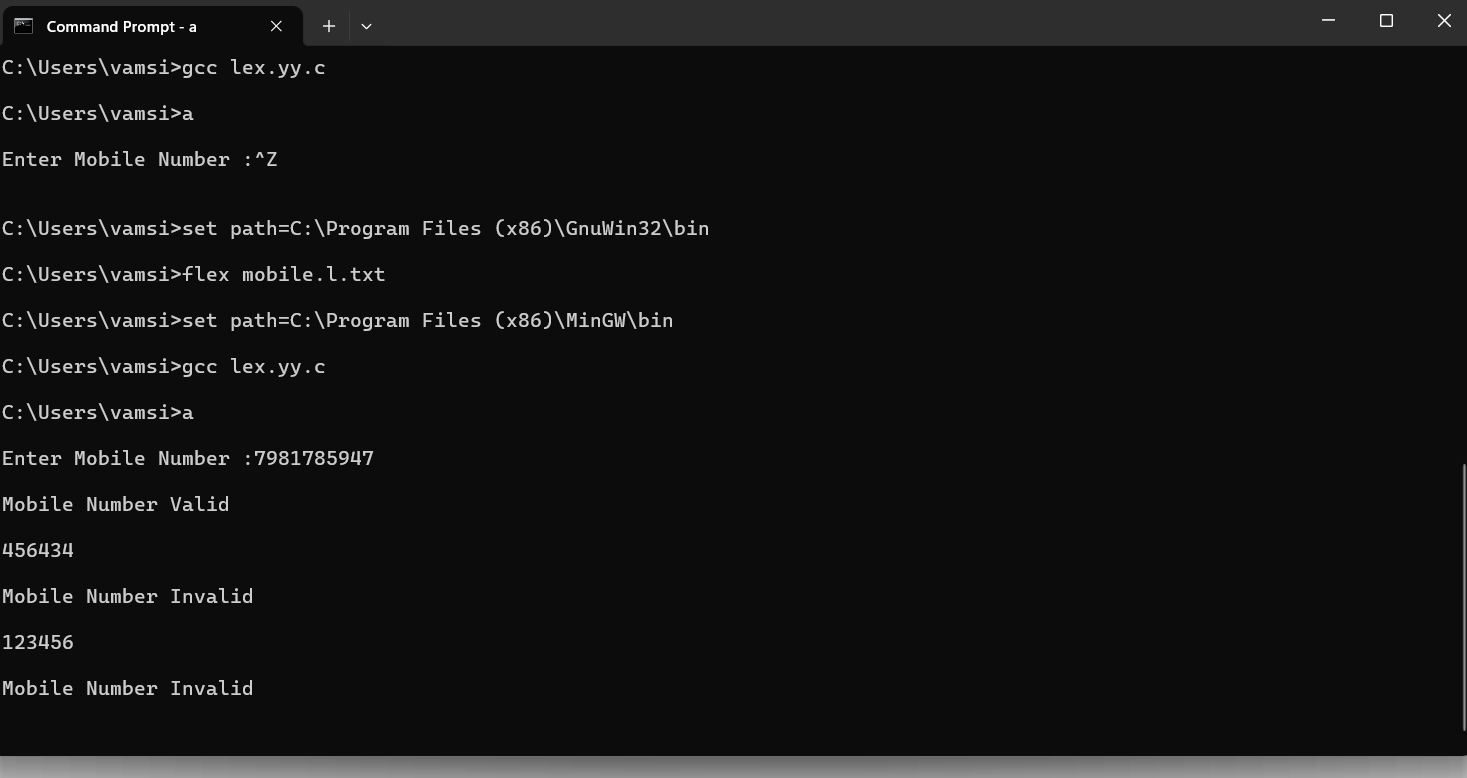 Command Prompt - a
C:\Users\vamsi>gcc lex.yy.c
C:\Users\vamsi>a
Enter Mobile Number :^Z
C:\Users\vamsi>set path=C:\Program Files (x86)\GnuWin32\bin
C:\Users\vamsi>flex mobile.l.txt
C:\Users\vamsi>set path=C:\Program Files (x86)\MinGW\bin
C:\Users\vamsi>gcc lex.yy.c
C:\Users\vamsi>a
Enter Mobile Number :7981785947
Mobile Number Valid
456434
Mobile Number Invalid
123456
Mobile Number Invalid